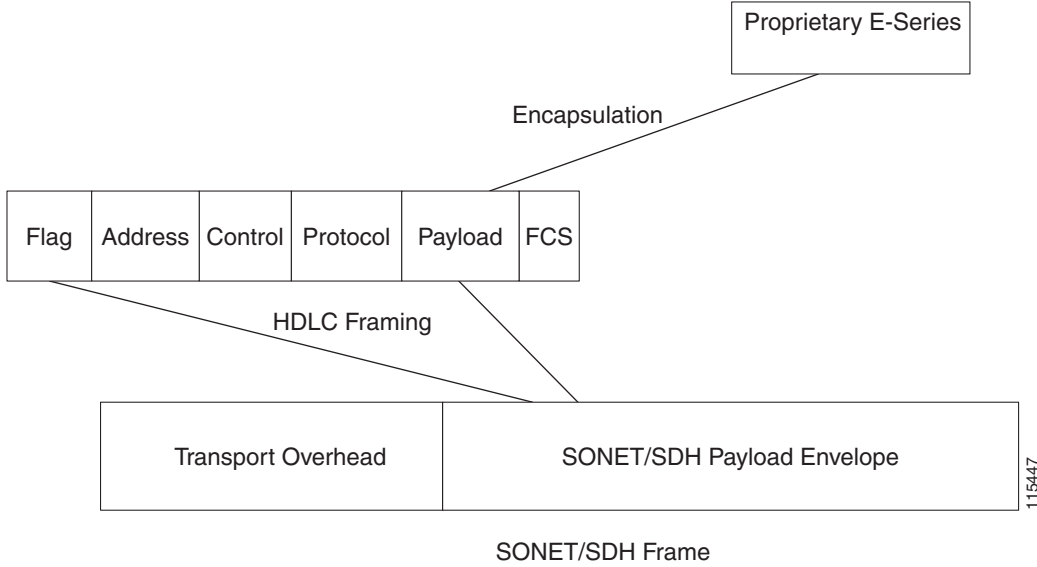 Proprietary E-Series
Encapsulation
Flag Address Control Protocol Payload FCS
HDLC Framing
Transport Overhead SONET/SDH Payload Envelope
115447
SONET/SDH Frame